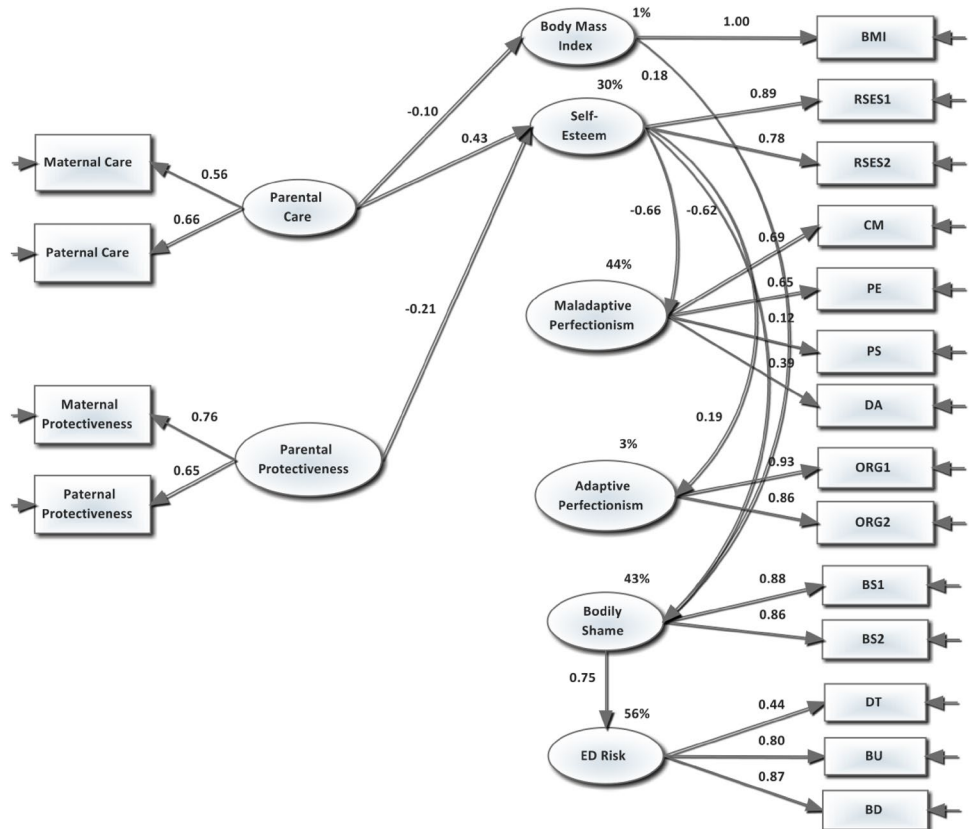 1%
1.00
Body Mass
Index
BMI
0.18
30%
-0.10
Self-
Esteem
0.89
RSES1
0.43
0.78
RSES2
Maternal Care
0.56
Parental
Care
0.66
Paternal Care
-0.66
-0.62
0.69
CM
44%
0.65
PE
-0.21
Maladaptive
Perfectionism
0.12
PS
0.39
DA
Maternal
Protectiveness
0.76
Parental
Protectiveness
0.65
Paternal
Protectiveness
0.19
3%
Adaptive
Perfectionism
0.93
ORG1
0.86
ORG2
43%
Bodily
Shame
0.88
BS1
0.86
BS2
0.75
56%
ED Risk
0.44
DT
0.80
BU
0.87
BD